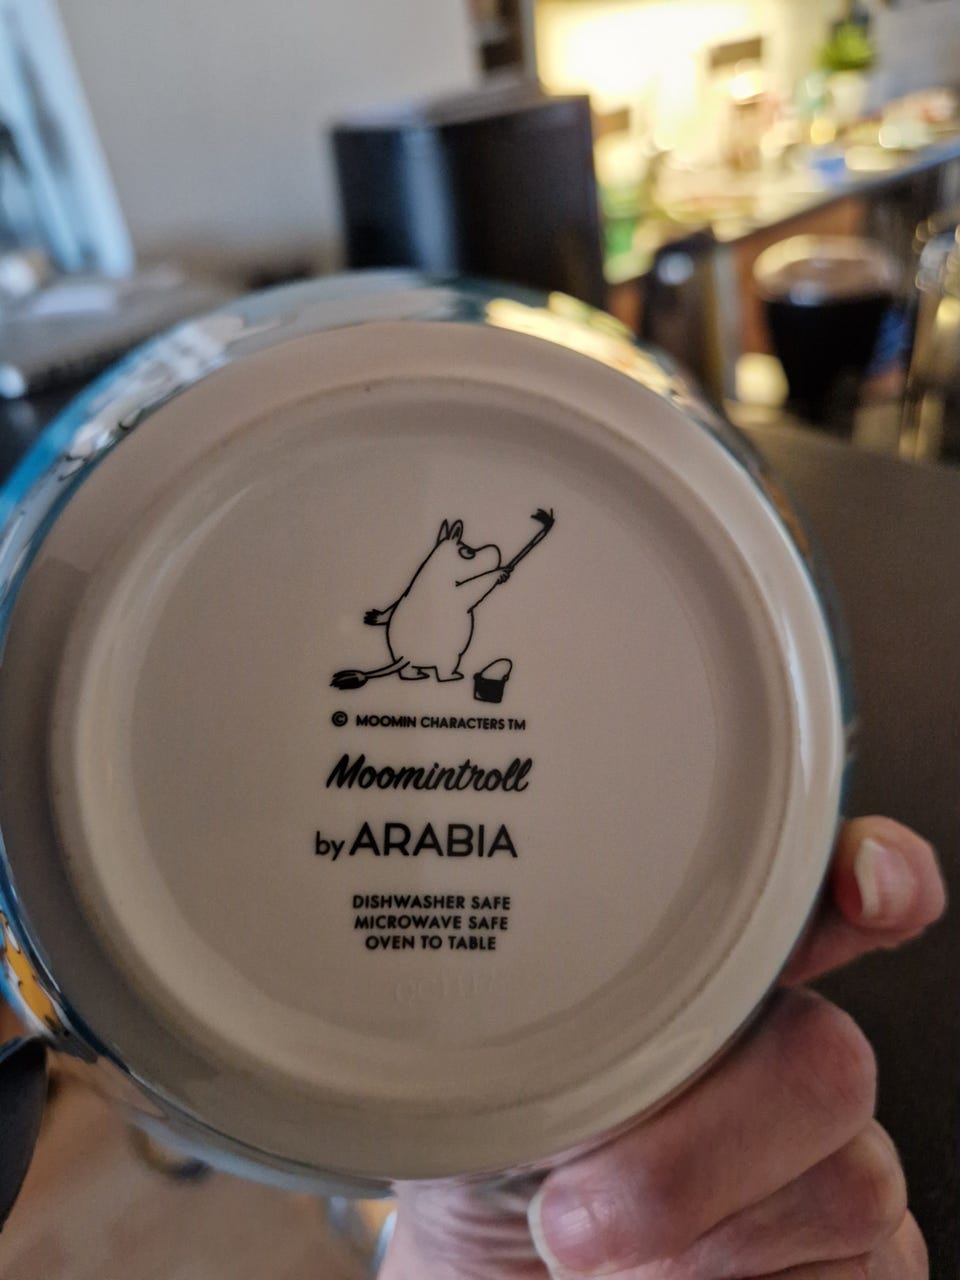 © MOOMIN CHARACTERS TM
Moomintroll
by ARABIA
DISHWASHER SAFE
MICROWAVE SAFE
OVEN TO TABLE